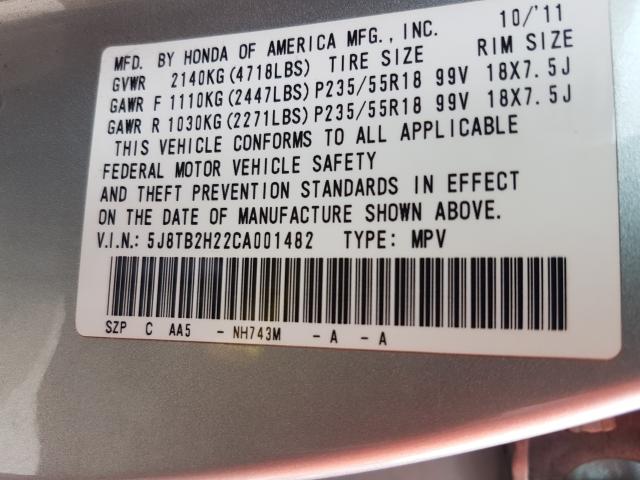 MFD. BY HONDA OF AMERICA MFG., INC. 10/'11
GVWR 2140KG(4718LBS) TIRE SIZE RIM SIZE
GAWR F 1110KG(2447LBS) P235/55R18 99V 18X7.5J
GAWR R 1030KG(2271LBS) P235/55R18 99V 18X7.5J
THIS VEHICLE CONFORMS TO ALL APPLICABLE
FEDERAL MOTOR VEHICLE SAFETY
AND THEFT PREVENTION STANDARDS IN EFFECT
ON THE DATE OF MANUFACTURE SHOWN ABOVE.
V.I.N.: 5J8TB2H22CA001482 TYPE: MPV
SZP C AA5 - NH743M - A - A